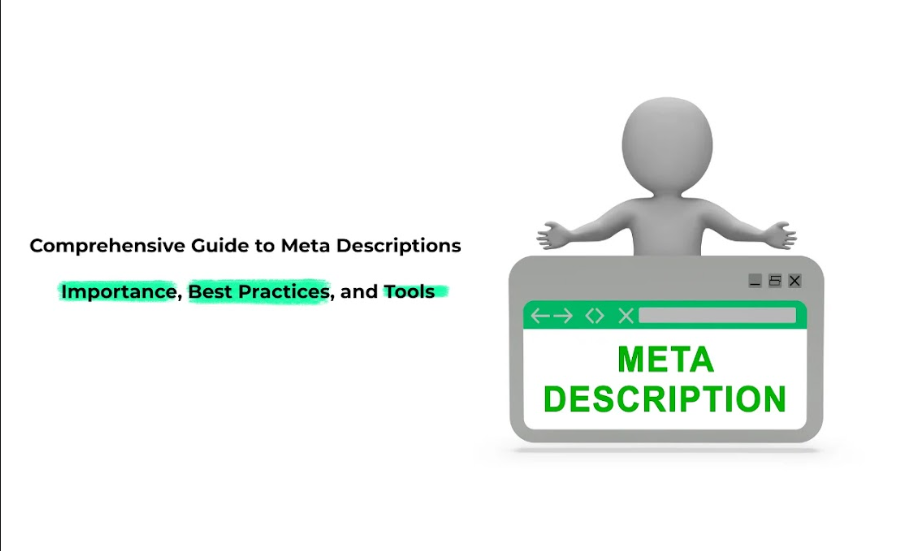 Comprehensive Guide to Meta Descriptions
Importance, Best Practices, and Tools
META
DESCRIPTION